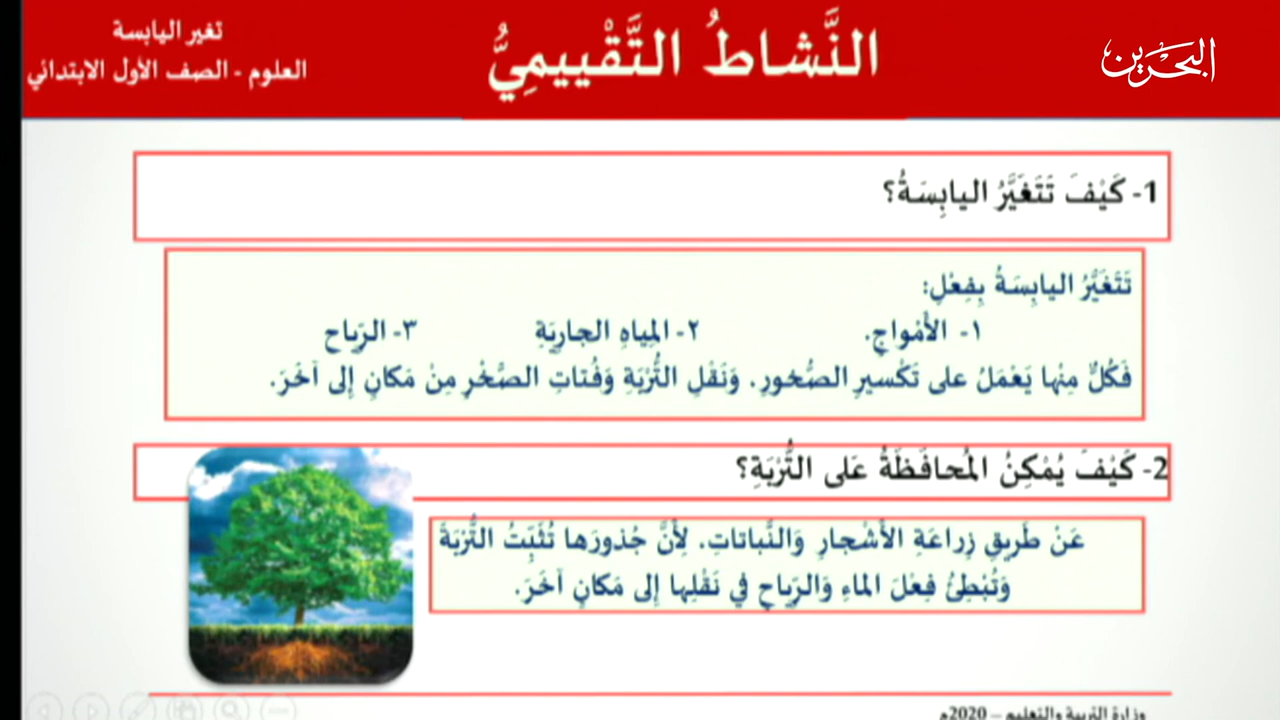 البحرين
النَّشاطُ التَّقْييمِيُّ
تغير اليابسة
العلوم - الصف الأول الابتدائي
1- كَيْفَ تَتَغَيَّرُ اليابِسَةُ؟
تَتَغَيَّرُ اليابِسَةُ بِفِعْلِ:
١- الأَمْواجِ. ٢- المِياهِ الجارِيَةِ ٣- الرِّياح
فَكُلٌّ مِنْها يَعْمَلُ على تَكْسيرِ الصُّخورِ. وَنَقْلِ التُّرْبَةِ وَفُتاتِ الصَّخْرِ مِنْ مَكانٍ إِلى آخَرَ.
2- كَيْفَ يُمْكِنُ المُحافَظَةُ عَلى التُّرْبَةِ؟
عَنْ طَريقِ زِراعَةِ الأَشْجارِ وَالنَّباتاتِ. لِأَنَّ جُذورَها تُثَبِّتُ التُّرْبَةَ
وَتُبْطِئُ فِعْلَ الماءِ وَالرِّياحِ في نَقْلِها إِلى مَكانٍ آخَرَ.
وزارة التربية والتعليم – 2020م